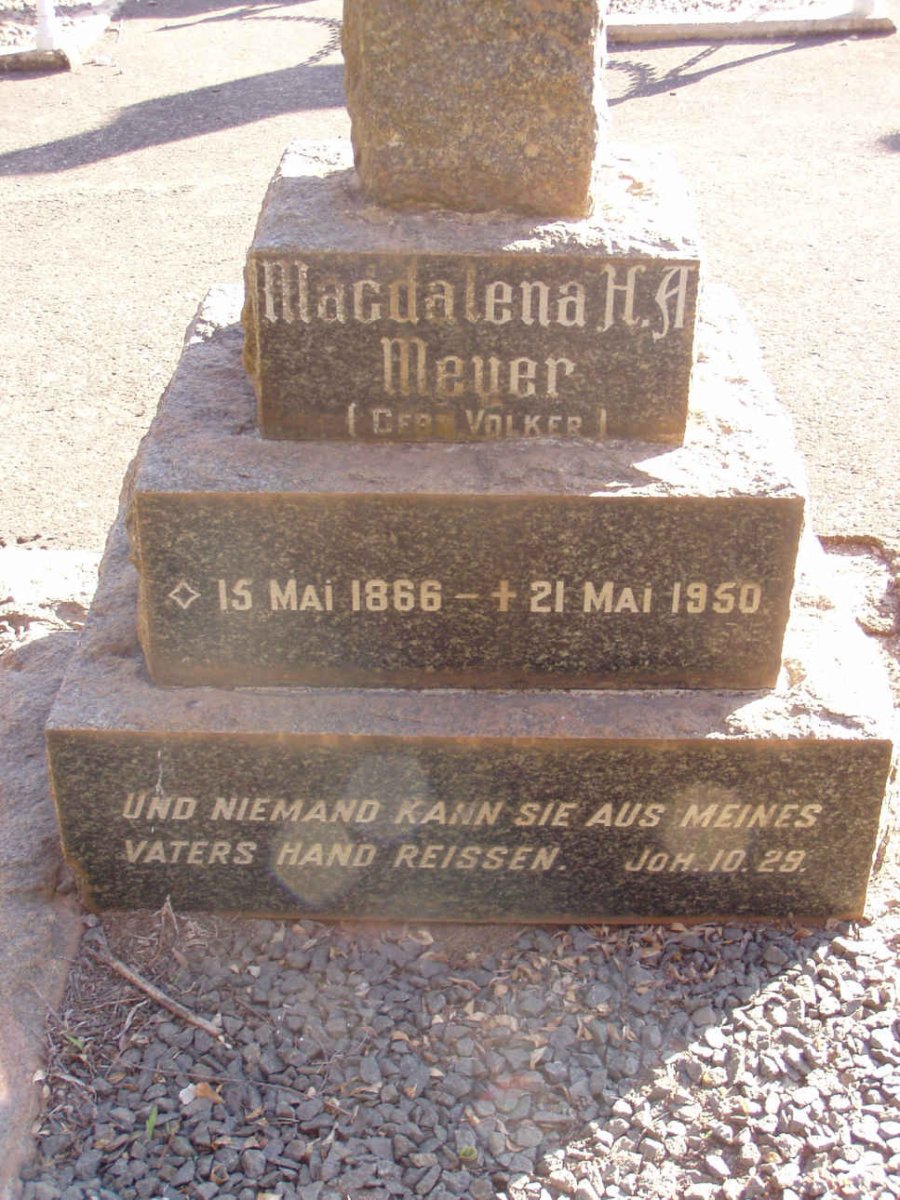 Magdalena H. A
Meyer
(GEB. VOLKER)
15 MAI 1866 – † 21 MAI 1950.
UND NIEMAND KANN SIE AUS MEINES
VATERS HAND REISSEN. JOH. 10. 29.